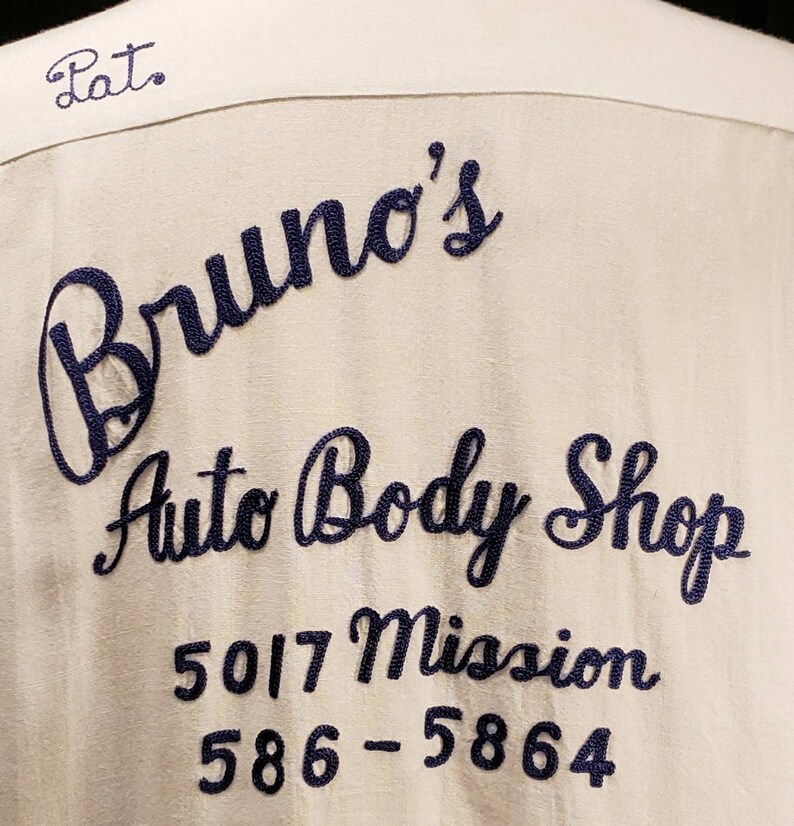 Pat.
Bruno's
Auto Body Shop
5017 Mission
586-5864